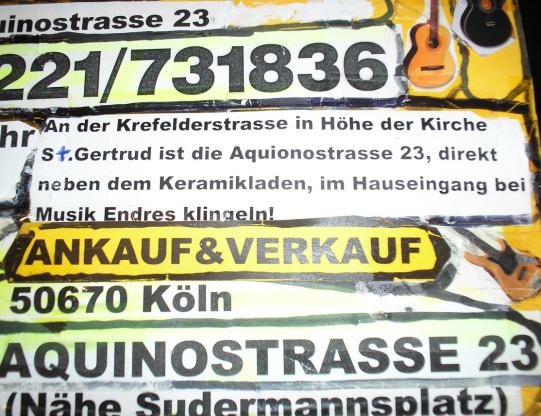 uinostrasse 23
221/731836
hr An der Krefelderstrasse in Höhe der Kirche
St.Gertrud ist die Aquionostrasse 23, direkt
neben dem Keramikladen, im Hauseingang bei
Musik Endres klingeln!
ANKAUF&VERKAUF
50670 Köln
AQUINOSTRASSE 23
(Nähe Sudermannsplatz)